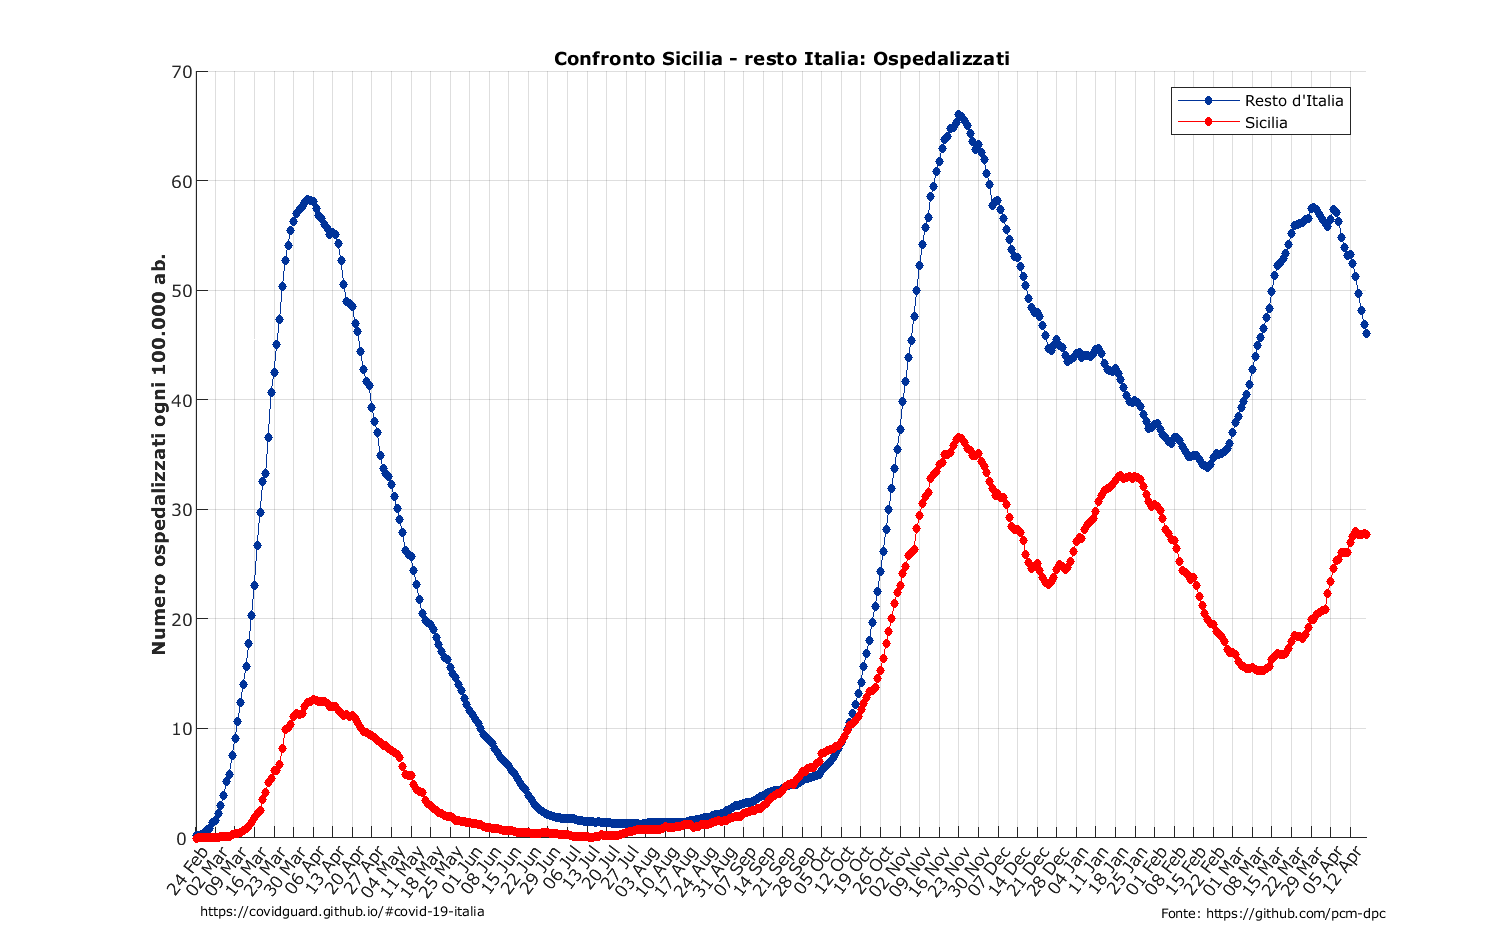 Confronto Sicilia - resto Italia: Ospedalizzati
Resto d'Italia
Sicilia
Numero ospedalizzati ogni 100.000 ab.
70
60
50
40
30
20
10
0
24 Feb
02 Mar
09 Mar
16 Mar
23 Mar
30 Mar
06 Apr
13 Apr
20 Apr
27 Apr
04 May
11 May
18 May
25 May
01 Jun
08 Jun
15 Jun
22 Jun
29 Jun
06 Jul
13 Jul
20 Jul
27 Jul
03 Aug
10 Aug
17 Aug
24 Aug
31 Aug
07 Sep
14 Sep
21 Sep
28 Sep
05 Oct
12 Oct
19 Oct
26 Oct
02 Nov
09 Nov
16 Nov
23 Nov
30 Nov
07 Dec
14 Dec
21 Dec
28 Dec
04 Jan
11 Jan
18 Jan
25 Jan
01 Feb
08 Feb
15 Feb
22 Feb
01 Mar
08 Mar
15 Mar
22 Mar
29 Mar
05 Apr
12 Apr
https://covidguard.github.io/#covid-19-italia
Fonte: https://github.com/pcm-dpc